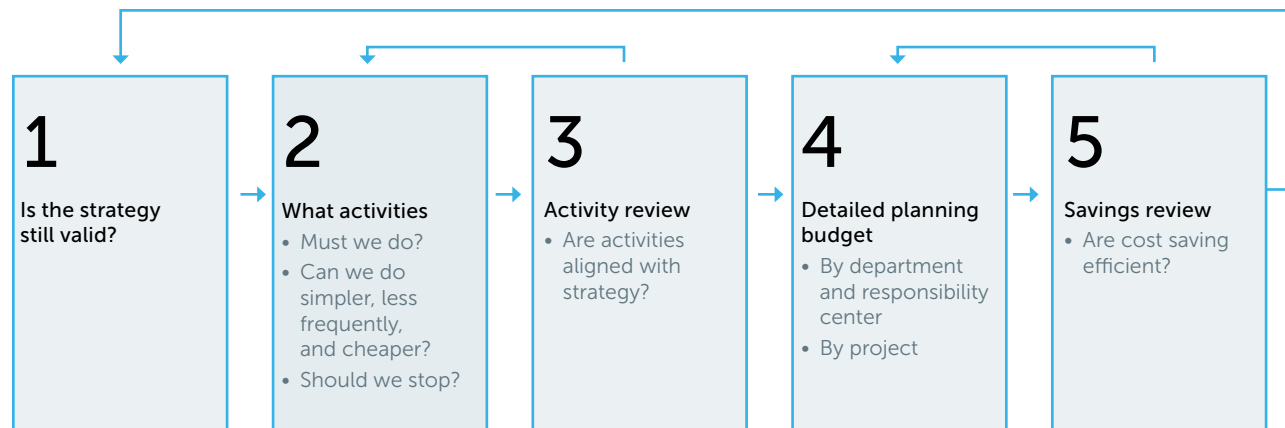 1
Is the strategy
still valid?
2
What activities
• Must we do?
• Can we do
simpler, less
frequently,
and cheaper?
• Should we stop?
3
Activity review
• Are activities
aligned with
strategy?
4
Detailed planning
budget
• By department
and responsibility
center
• By project
5
Savings review
• Are cost saving
efficient?